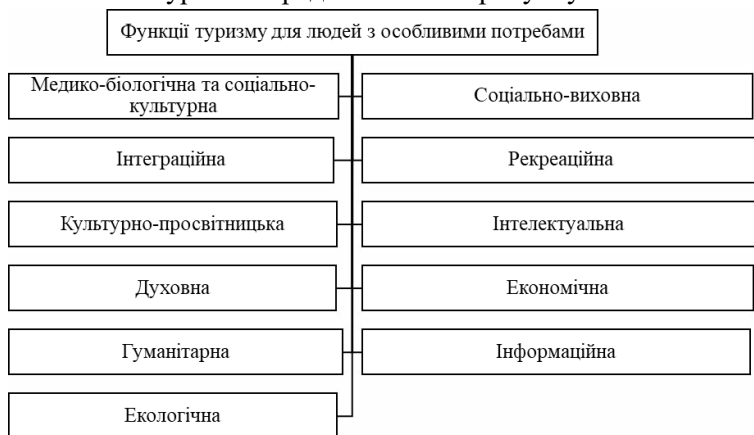 Функції туризму для людей з особливими потребами
Медико-біологічна та соціально-
культурна
Соціально-виховна
Інтеграційна
Рекреаційна
Культурно-просвітницька
Інтелектуальна
Духовна
Економічна
Гуманітарна
Інформаційна
Екологічна